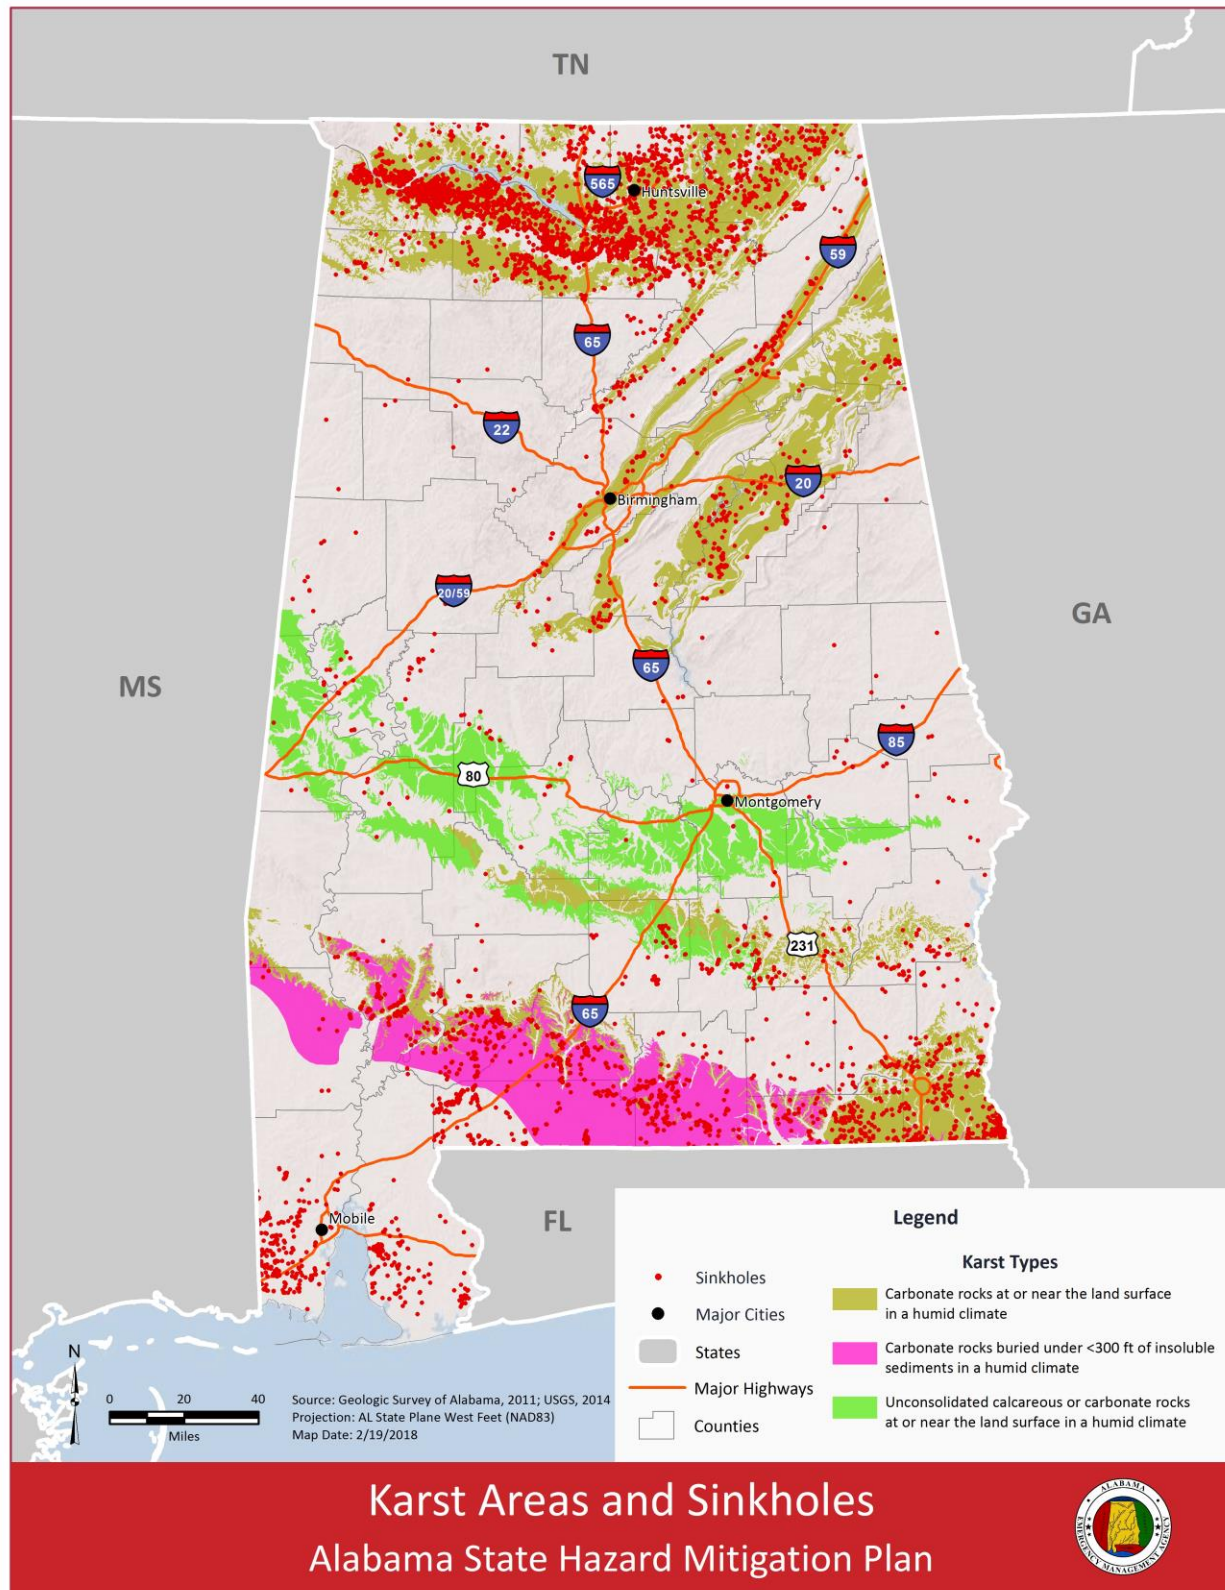 TN
565
Huntsville
59
65
22
20
Birmingham
20/59
GA
MS
65
85
80
Montgomery
231
65
Mobile
FL
Legend
Karst Types
Sinkholes
Major Cities
States
Major Highways
Counties
Carbonate rocks at or near the land surface
in a humid climate
Carbonate rocks buried under <300 ft of insoluble
sediments in a humid climate
Unconsolidated calcareous or carbonate rocks
at or near the land surface in a humid climate
N
0 20 40
Miles
Source: Geologic Survey of Alabama, 2011; USGS, 2014
Projection: AL State Plane West Feet (NAD83)
Map Date: 2/19/2018
Karst Areas and Sinkholes
Alabama State Hazard Mitigation Plan
ALABAMA
EMERGENCY MANAGEMENT AGENCY